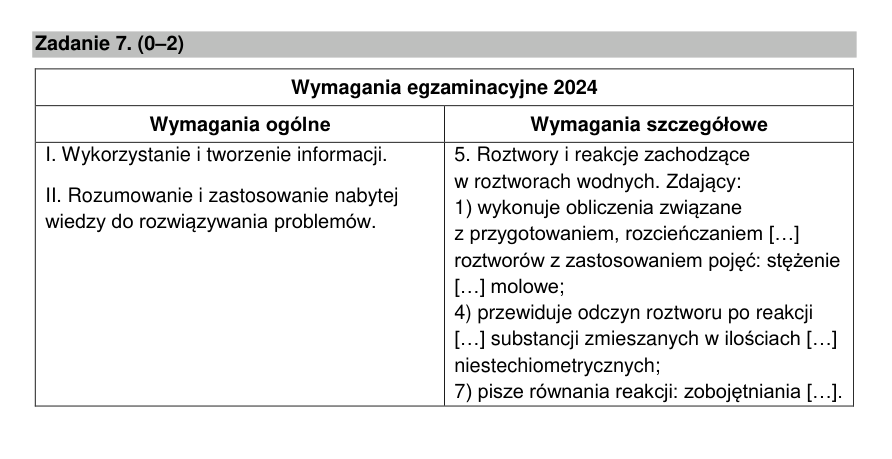 Zadanie 7. (0–2)
Wymagania egzaminacyjne 2024
Wymagania ogólne
Wymagania szczegółowe
I. Wykorzystanie i tworzenie informacji.
II. Rozumowanie i zastosowanie nabytej
wiedzy do rozwiązywania problemów.
5. Roztwory i reakcje zachodzące
w roztworach wodnych. Zdający:
1) wykonuje obliczenia związane
z przygotowaniem, rozcieńczaniem […]
roztworów z zastosowaniem pojęć: stężenie
[…] molowe;
4) przewiduje odczyn roztworu po reakcji
[…] substancji zmieszanych w ilościach […]
niestechiometrycznych;
7) pisze równania reakcji: zobojętniania […].